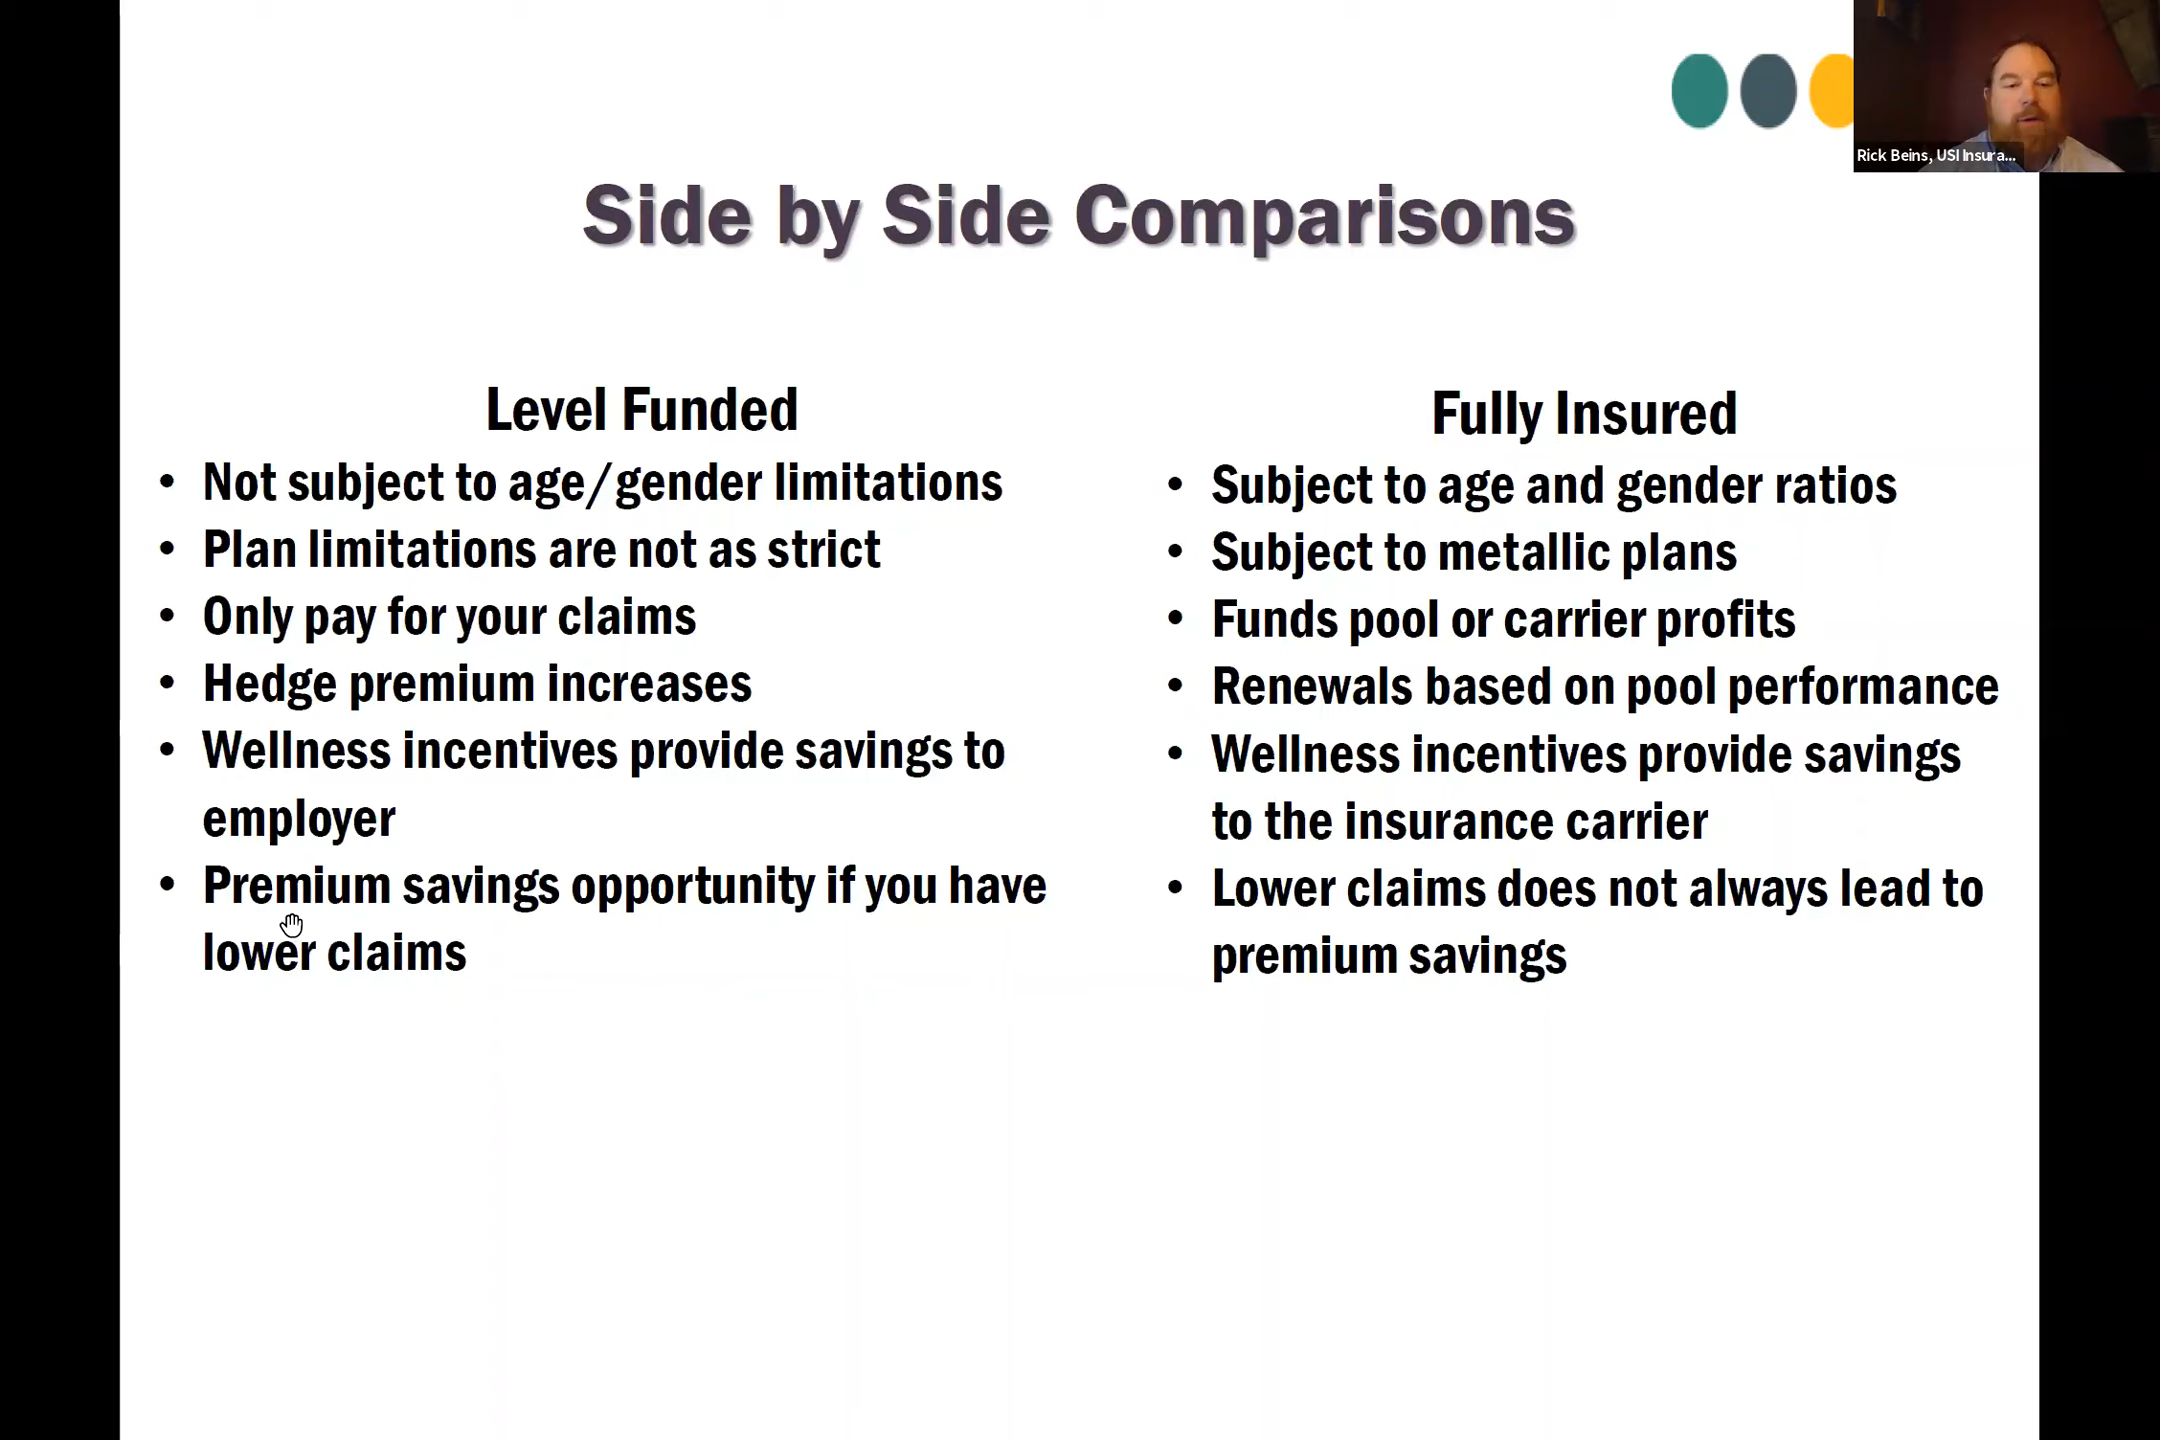 Rick Beins, USI Insura...
Side by Side Comparisons
Level Funded
• Not subject to age/gender limitations
• Plan limitations are not as strict
• Only pay for your claims
• Hedge premium increases
• Wellness incentives provide savings to
employer
• Premium savings opportunity if you have
lower claims
Fully Insured
• Subject to age and gender ratios
• Subject to metallic plans
• Funds pool or carrier profits
• Renewals based on pool performance
• Wellness incentives provide savings
to the insurance carrier
• Lower claims does not always lead to
premium savings